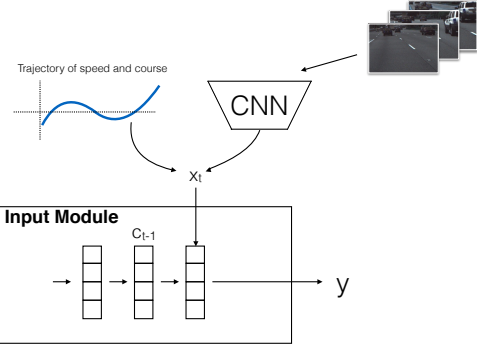 Trajectory of speed and course
CNN
xt
Input Module
Ct-1
y